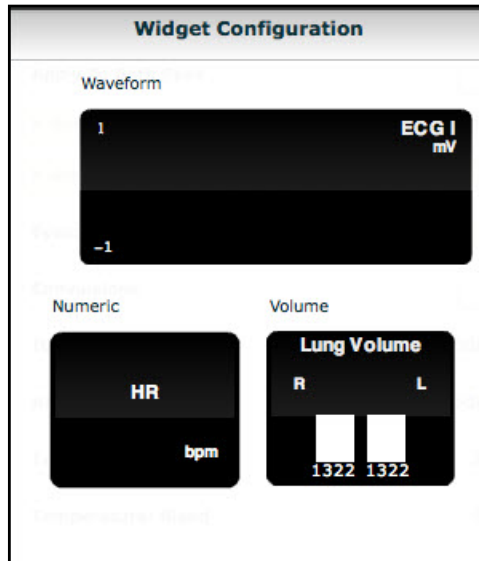 Widget Configuration
Waveform
1 ECG I
mV
−1
Numeric Volume
Lung Volume
HR R L
bpm
1322 1322